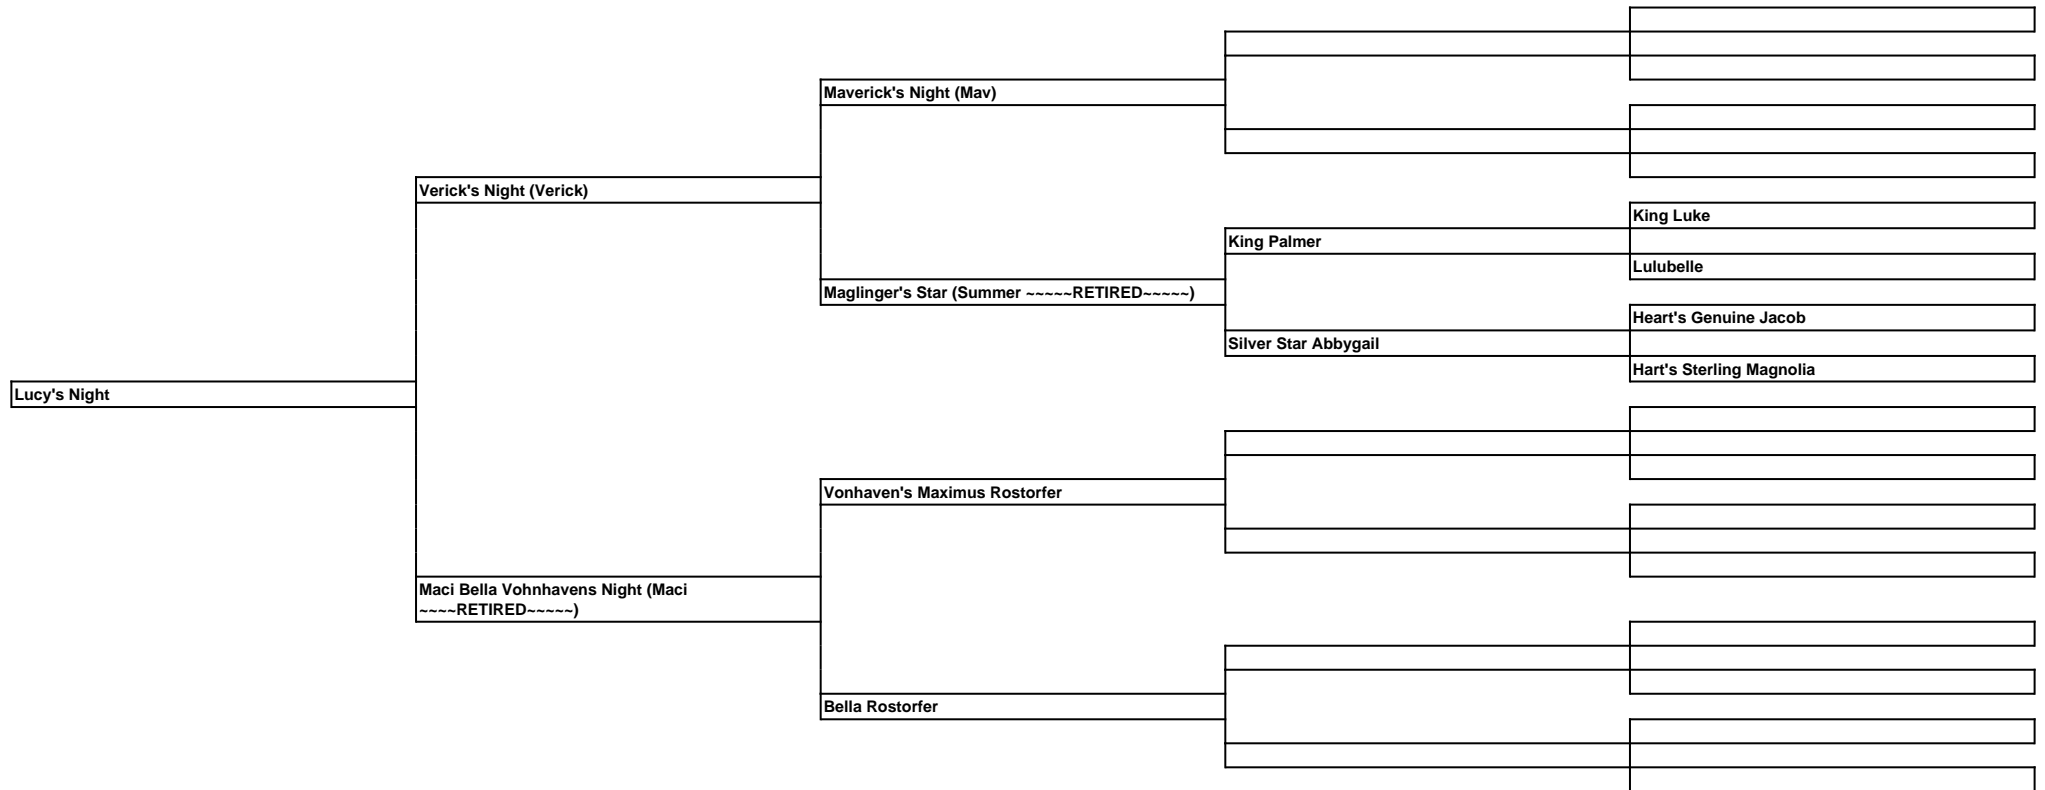 Maverick's Night (Mav)
Verick's Night (Verick)
King Luke
King Palmer
Lulubelle
Maglinger's Star (Summer ~~~~~RETIRED~~~~~)
Heart's Genuine Jacob
Silver Star Abbygail
Hart's Sterling Magnolia
Lucy's Night
Vonhaven's Maximus Rostorfer
Maci Bella Vohnhavens Night (Maci
~~~~RETIRED~~~~~)
Bella Rostorfer